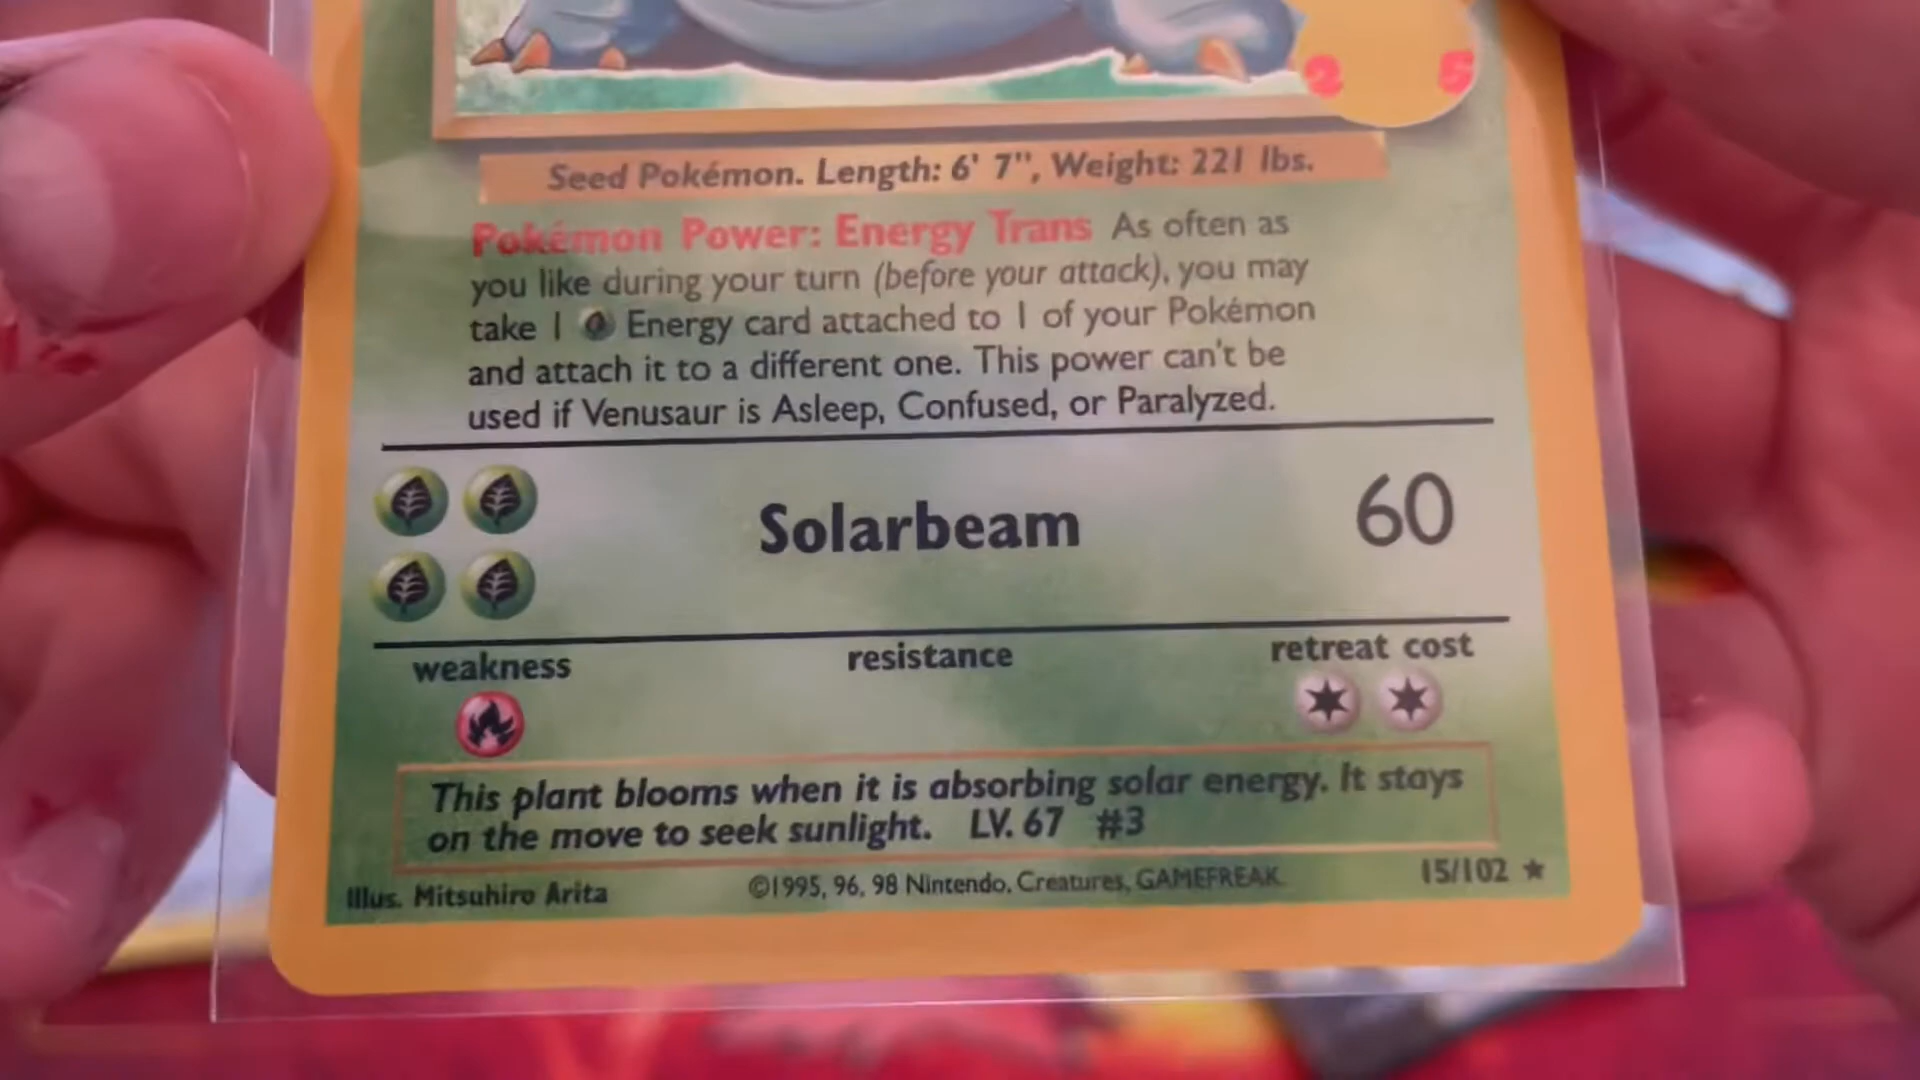 2 5
Seed Pokémon. Length: 6' 7", Weight: 221 lbs.
Pokémon Power: Energy Trans As often as
you like during your turn (before your attack), you may
take 1 Energy card attached to 1 of your Pokémon
and attach it to a different one. This power can't be
used if Venusaur is Asleep, Confused, or Paralyzed.
Solarbeam 60
weakness resistance retreat cost
This plant blooms when it is absorbing solar energy. It stays
on the move to seek sunlight. LV. 67 #3
Illus. Mitsuhiro Arita ©1995, 96, 98 Nintendo, Creatures, GAMEFREAK 15/102 ★